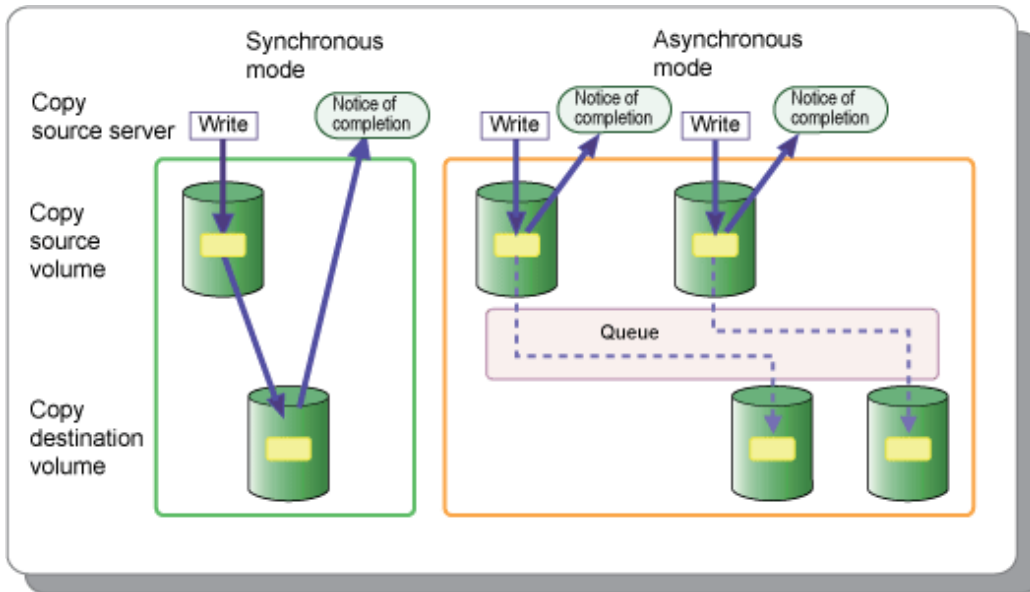 Synchronous
mode
Asynchronous
mode
Copy
source server
Write
Notice of
completion
Write
Notice of
completion
Write
Notice of
completion
Copy
source
volume
Queue
Copy
destination
volume